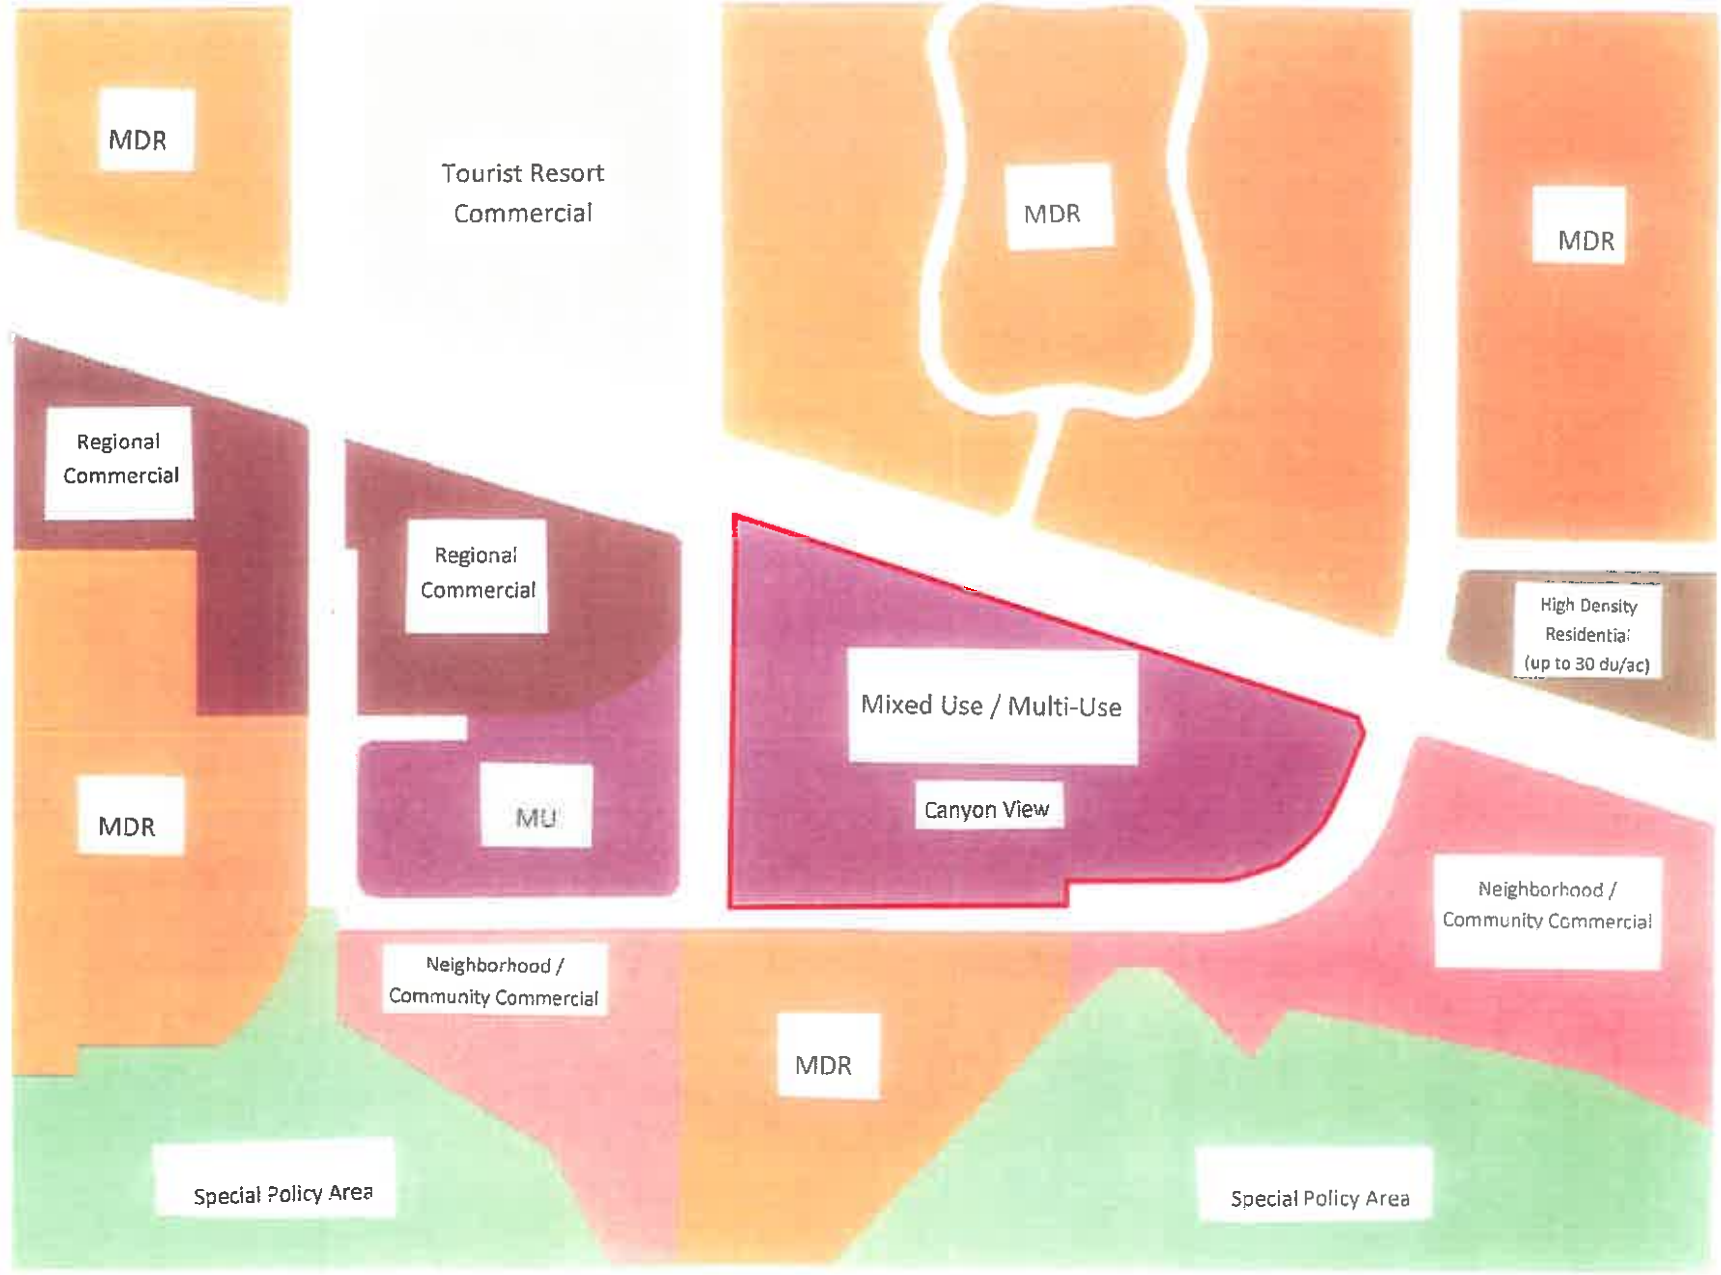 MDR
Tourist Resort
Commercial
MDR
MDR
Regional
Commercial
Regional
Commercial
High Density
Residential
(up to 30 du/ac)
Mixed Use / Multi-Use
Canyon View
MDR
MU
Neighborhood /
Community Commercial
Neighborhood /
Community Commercial
MDR
Special Policy Area
Special Policy Area